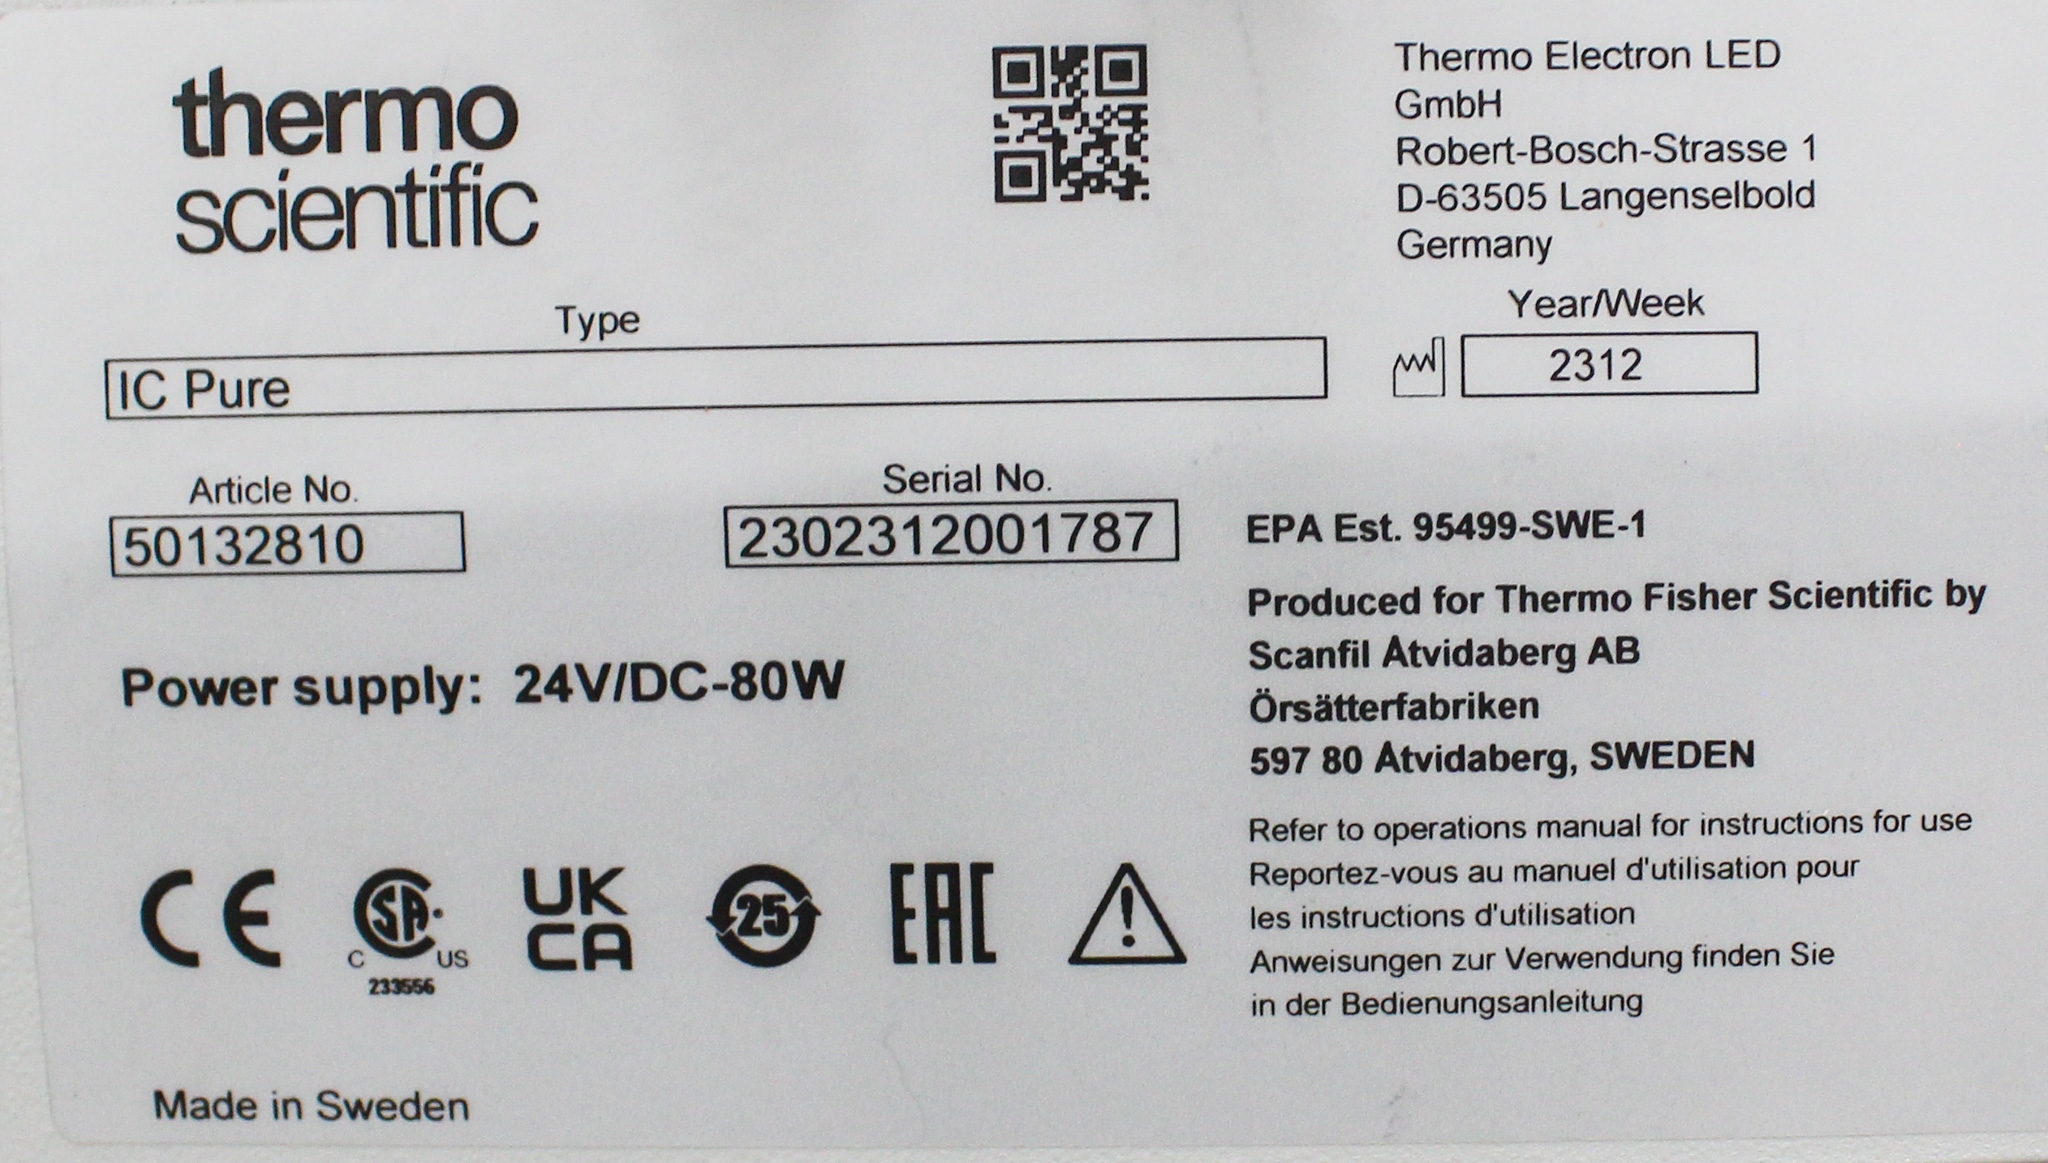 thermo
scientific
Thermo Electron LED
GmbH
Robert-Bosch-Strasse 1
D-63505 Langenselbold
Germany
Type
IC Pure
Year/Week
2312
Article No.
50132810
Serial No.
2302312001787
EPA Est. 95499-SWE-1
Produced for Thermo Fisher Scientific by
Scanfil Åtvidaberg AB
Örsätterfabriken
597 80 Åtvidaberg, SWEDEN
Power supply: 24V/DC-80W
Refer to operations manual for instructions for use
Reportez-vous au manuel d'utilisation pour
les instructions d'utilisation
Anweisungen zur Verwendung finden Sie
in der Bedienungsanleitung
CE
SA
C US
233556
UK
CA
25
EAC
Made in Sweden